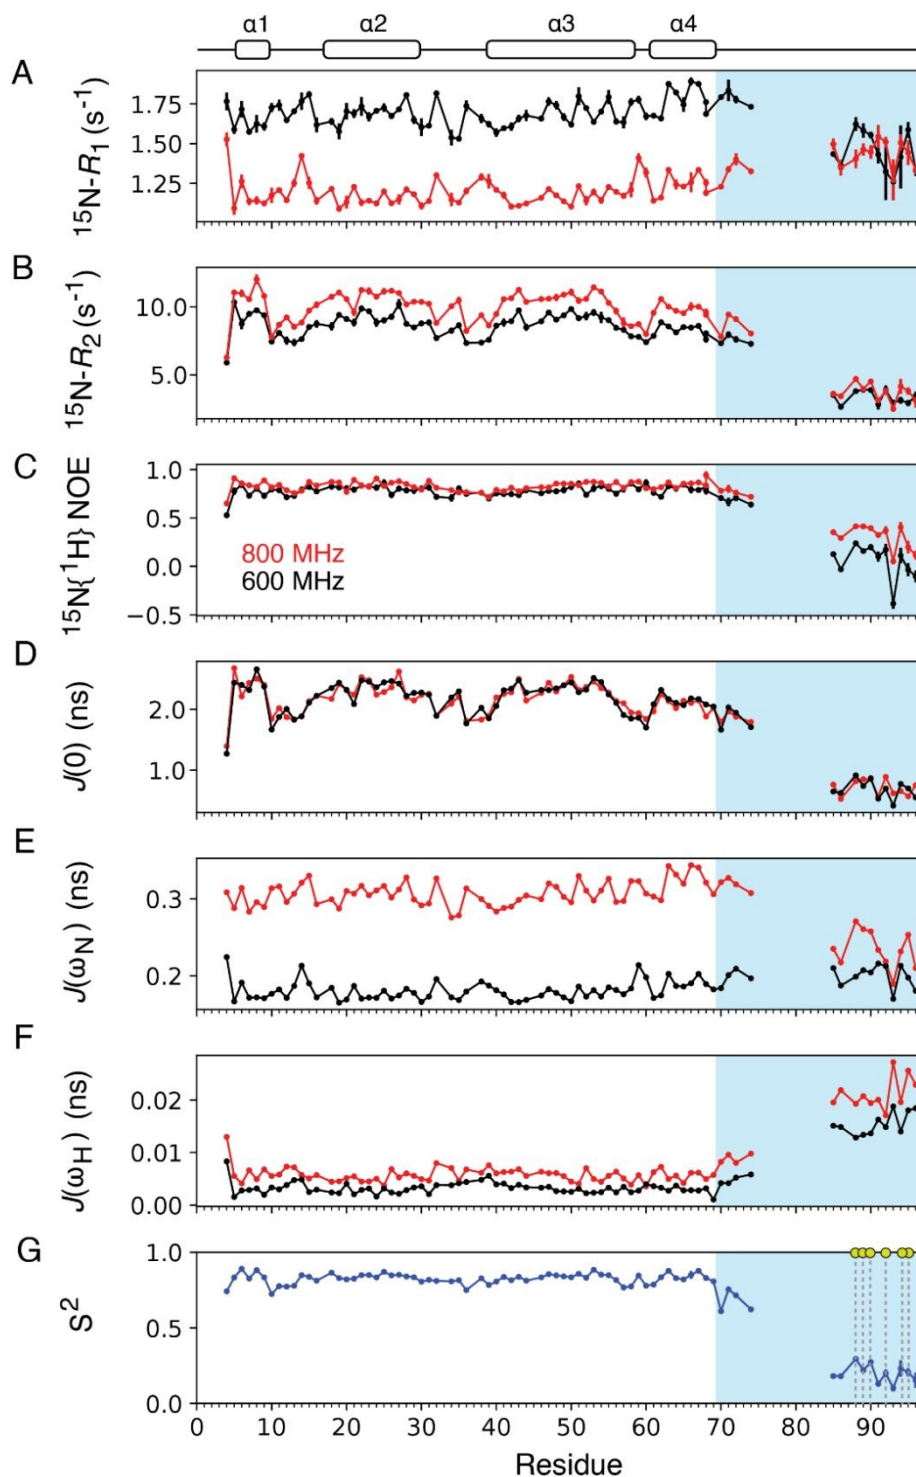 α1 α2 α3 α4
A
¹⁵N-R₁ (s⁻¹)
1.75
1.50
1.25
B
¹⁵N-R₂ (s⁻¹)
10.0
5.0
C
¹⁵N{¹H} NOE
1.0
0.5
0.0
−0.5
800 MHz
600 MHz
D
J(0) (ns)
2.0
1.0
E
J(ω_N) (ns)
0.3
0.2
F
J(ω_H) (ns)
0.02
0.01
0.00
G
S²
1.0
0.5
0.0
0 10 20 30 40 50 60 70 80 90
Residue